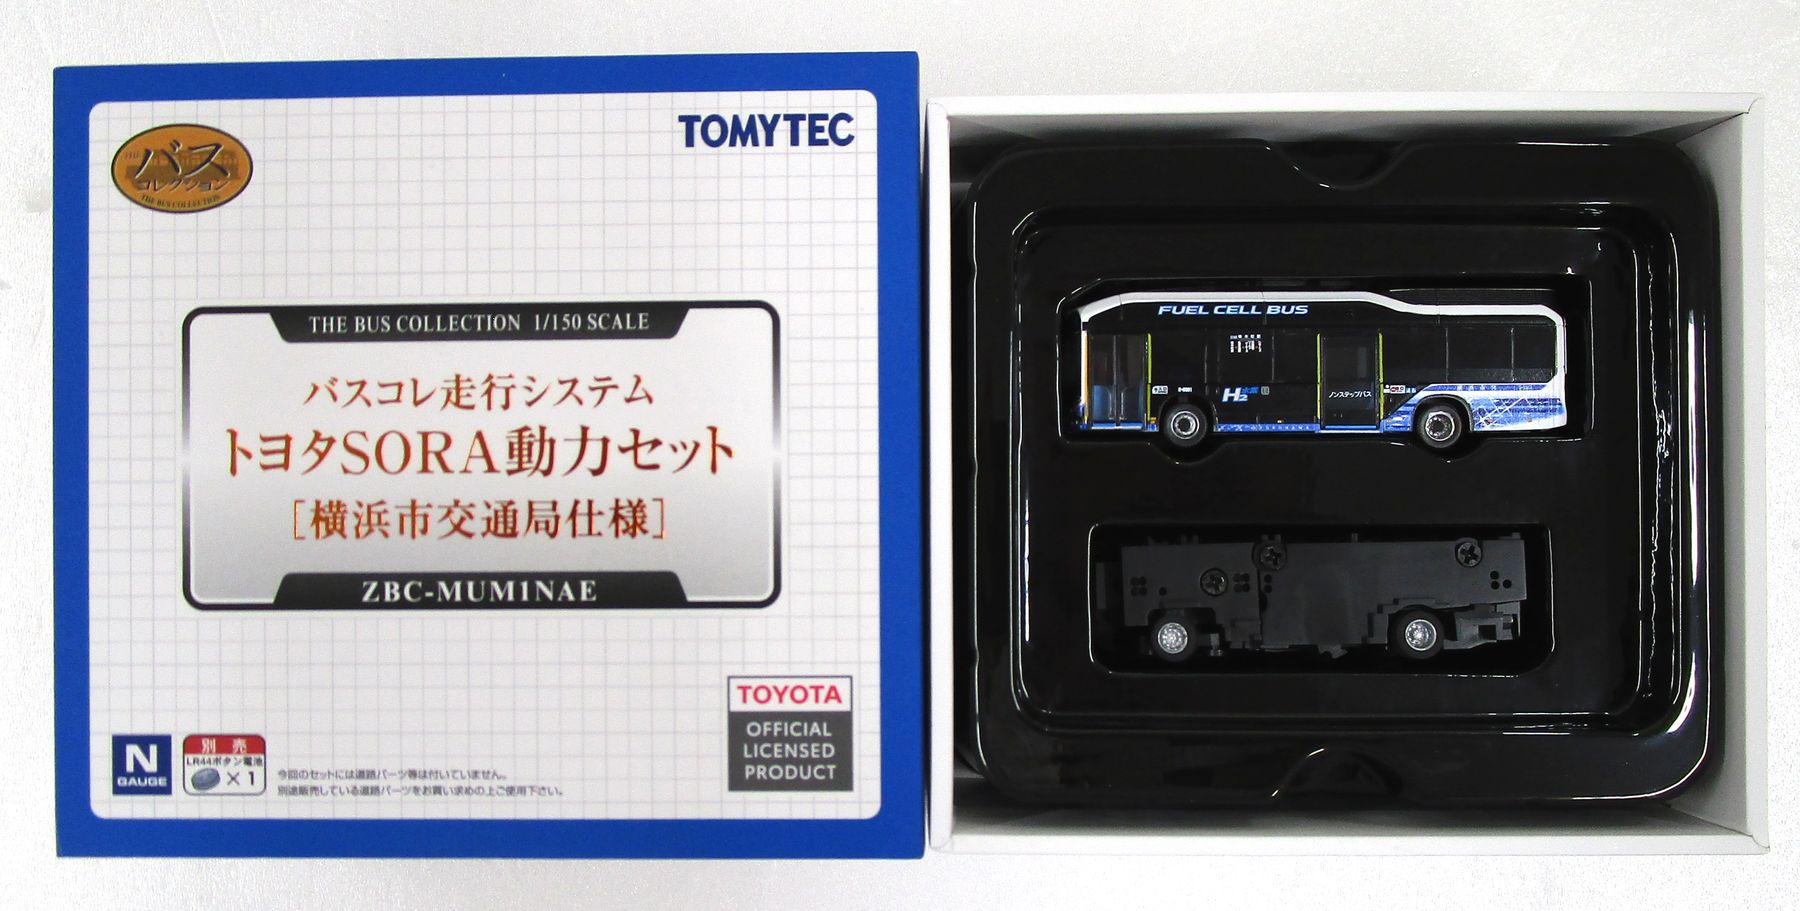 TOMYTEC
THE
バス
コレクション
THE BUS COLLECTION
THE BUS COLLECTION 1/150 SCALE
バスコレ走行システム
トヨタSORA動力セット
[横浜市交通局仕様]
ZBC-MUM1NAE
TOYOTA
OFFICIAL
LICENSED
PRODUCT
N
GAUGE
別売
LR44ボタン電池
×1
今回のセットには道路パーツ等は付いていません。
別途販売している道路パーツをお買い求めの上ご使用下さい。
FUEL CELL BUS
H2水素
ノンステップバス